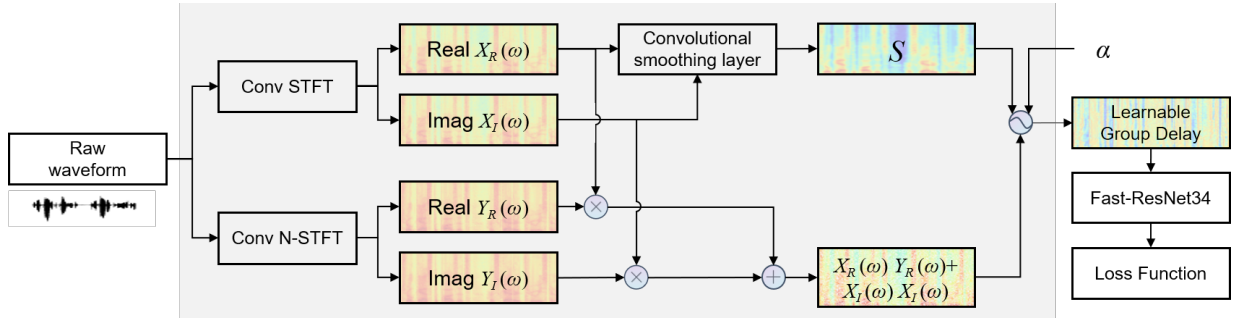 Raw
waveform
Conv STFT
Conv N-STFT
Real X_R(ω)
Imag X_I(ω)
Real Y_R(ω)
Imag Y_I(ω)
Convolutional
smoothing layer
S
α
×
×
+
X_R(ω) Y_R(ω)+
X_I(ω) X_I(ω)
Learnable
Group Delay
Fast-ResNet34
Loss Function